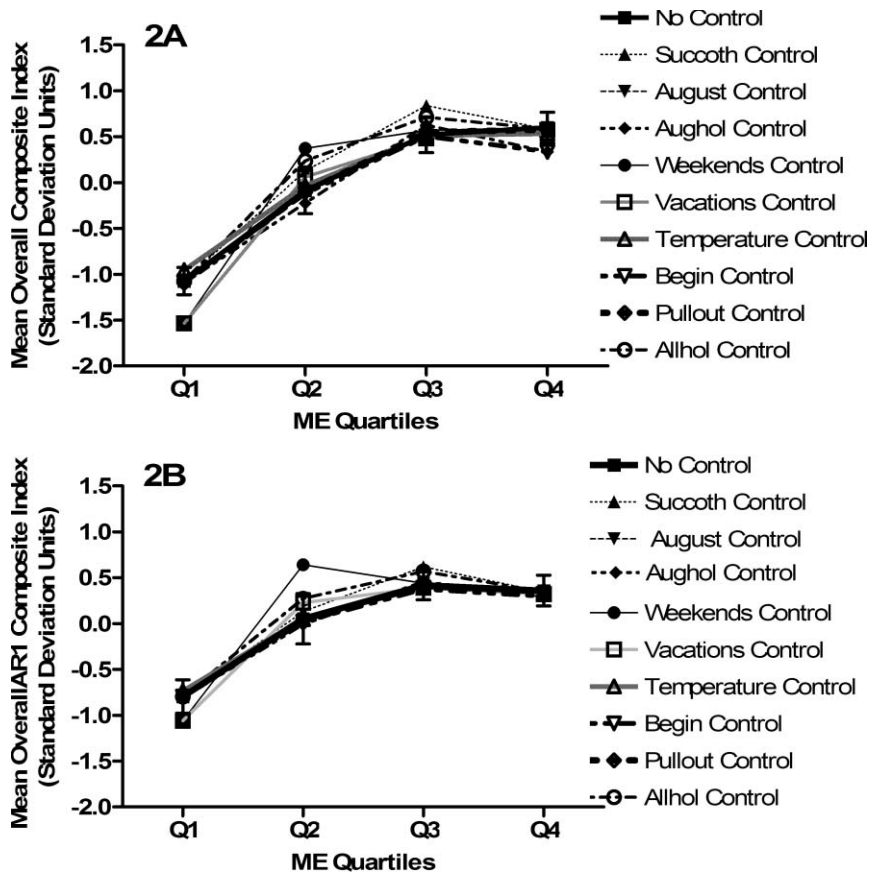 2A
Mean Overall Composite Index
(Standard Deviation Units)
1.5
1.0
0.5
0.0
-0.5
-1.0
-1.5
-2.0
Q1 Q2 Q3 Q4
ME Quartiles
No Control
Succoth Control
August Control
Aughol Control
Weekends Control
Vacations Control
Temperature Control
Begin Control
Pullout Control
Allhol Control
2B
Mean OverallAR1 Composite Index
(Standard Deviation Units)
1.5
1.0
0.5
0.0
-0.5
-1.0
-1.5
-2.0
Q1 Q2 Q3 Q4
ME Quartiles
No Control
Succoth Control
August Control
Aughol Control
Weekends Control
Vacations Control
Temperature Control
Begin Control
Pullout Control
Allhol Control